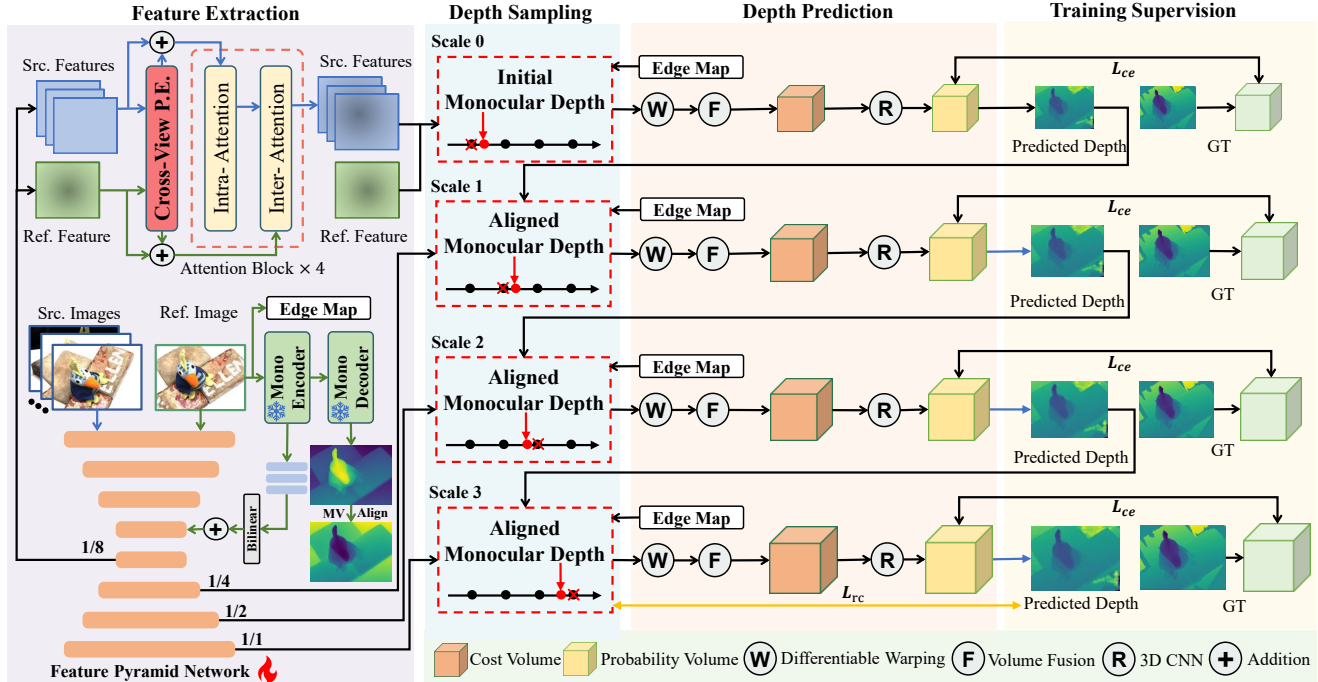 Feature Extraction
Depth Sampling
Depth Prediction
Training Supervision
Src. Features
Ref. Feature
Cross-View P.E.
Intra- Attention
Inter- Attention
Attention Block × 4
Src. Features
Ref. Feature
Src. Images
Ref. Image
Edge Map
Mono
Encoder
Mono
Decoder
MV Align
Bilinear
1/8
1/4
1/2
1/1
Feature Pyramid Network
Scale 0
Initial
Monocular Depth
Edge Map
W
F
R
Predicted Depth
GT
Lce
Scale 1
Aligned
Monocular Depth
Edge Map
W
F
R
Predicted Depth
GT
Lce
Scale 2
Aligned
Monocular Depth
Edge Map
W
F
R
Predicted Depth
GT
Lce
Scale 3
Aligned
Monocular Depth
Edge Map
W
F
R
Predicted Depth
GT
Lce
Lrc
Cost Volume
Probability Volume
W Differentiable Warping
F Volume Fusion
R 3D CNN
+ Addition